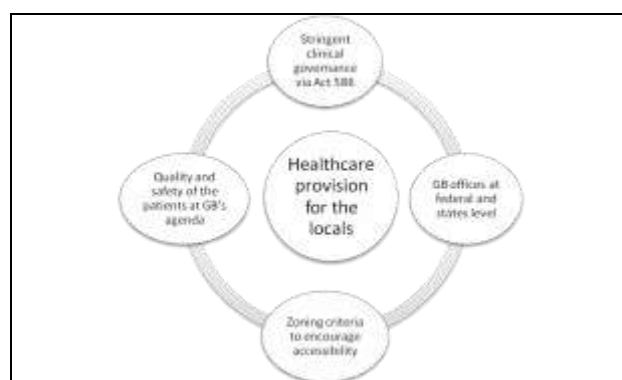 Stringent
clinical
governance
via Act 586
Quality and
safety of the
patients at GB's
agenda
Healthcare
provision
for the
locals
GB offices at
federal and
states level
Zoning criteria
to encourage
accessibility